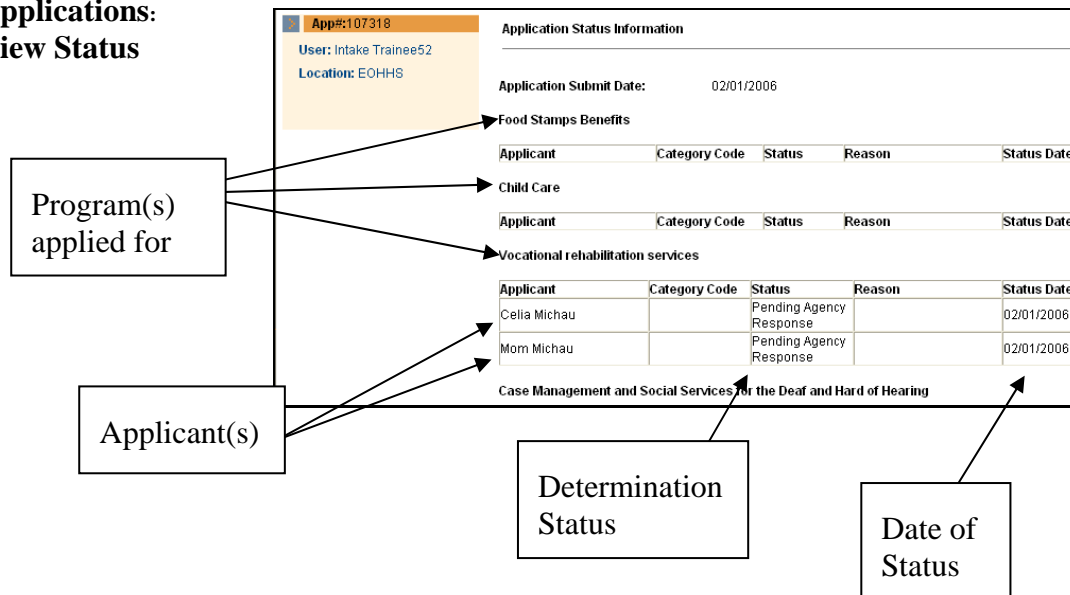 pplications:
iew Status
App#:107318
User: Intake Trainee52
Location: EOHHS
Application Status Information
Application Submit Date: 02/01/2006
Food Stamps Benefits
Applicant Category Code Status Reason Status Date
Child Care
Applicant Category Code Status Reason Status Date
Vocational rehabilitation services
Applicant Category Code Status Reason Status Date
Celia Michau Pending Agency Response 02/01/2006
Mom Michau Pending Agency Response 02/01/2006
Case Management and Social Services for the Deaf and Hard of Hearing
Program(s)
applied for
Applicant(s)
Determination
Status
Date of
Status